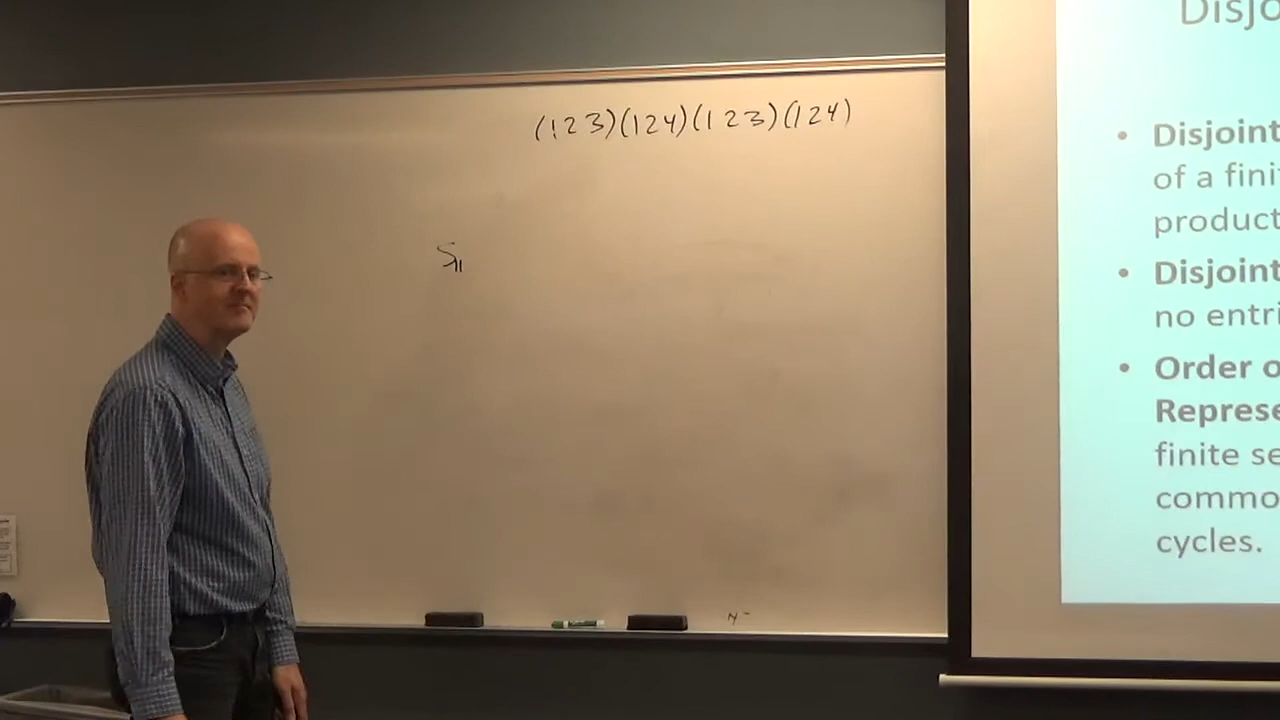 (123)(124)(123)(124)
S11
Disjo
• Disjoint
of a fini
product
• Disjoint
no entri
• Order o
Represe
finite se
commo
cycles.